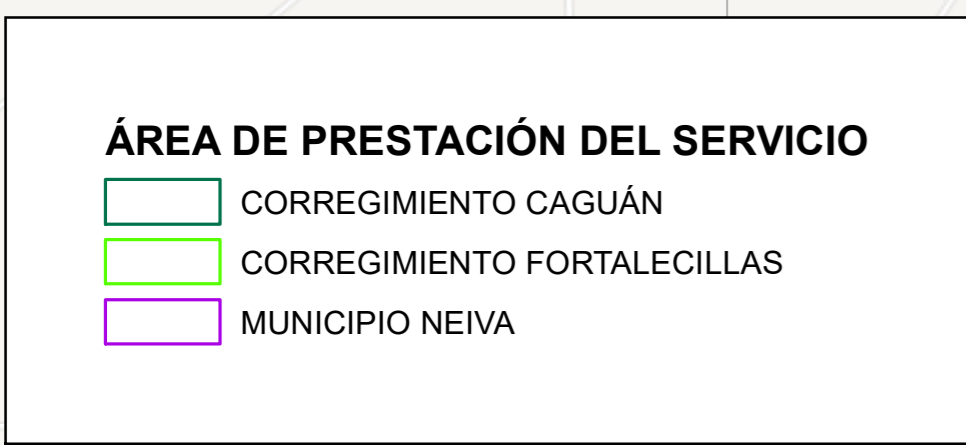 ÁREA DE PRESTACIÓN DEL SERVICIO
CORREGIMIENTO CAGUÁN
CORREGIMIENTO FORTALECILLAS
MUNICIPIO NEIVA